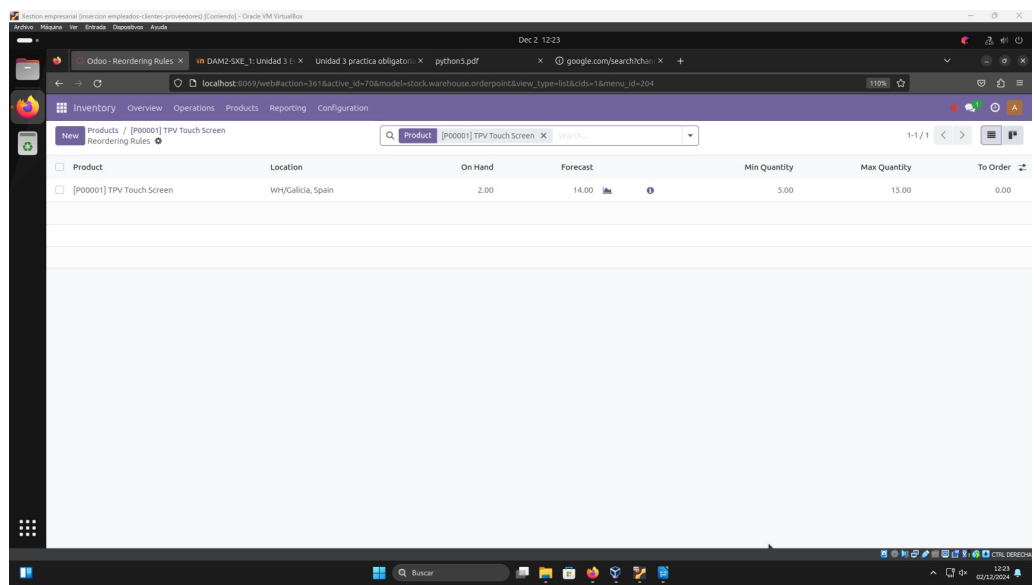 Xestion empresarial (insercion empleados-clientes-proveedores) [Corriendo] - Oracle VM VirtualBox
Archivo Máquina Ver Entrada Dispositivos Ayuda
Dec 2 12:23
Odoo - Reordering Rules
DAM2-SXE_1: Unidad 3 E
Unidad 3 practica obligatoria
python5.pdf
google.com/search?chan
localhost:8069/web#action=361&active_id=70&model=stock.warehouse.orderpoint&view_type=list&cids=1&menu_id=204
110%
Inventory Overview Operations Products Reporting Configuration
1
A
New
Products / [P00001] TPV Touch Screen
Reordering Rules
Product [P00001] TPV Touch Screen
Search...
1-1 / 1
Product Location On Hand Forecast Min Quantity Max Quantity To Order
[P00001] TPV Touch Screen WH/Galicia, Spain 2.00 14.00 5.00 15.00 0.00
CTRL DERECHA
Buscar
12:23
02/12/2024